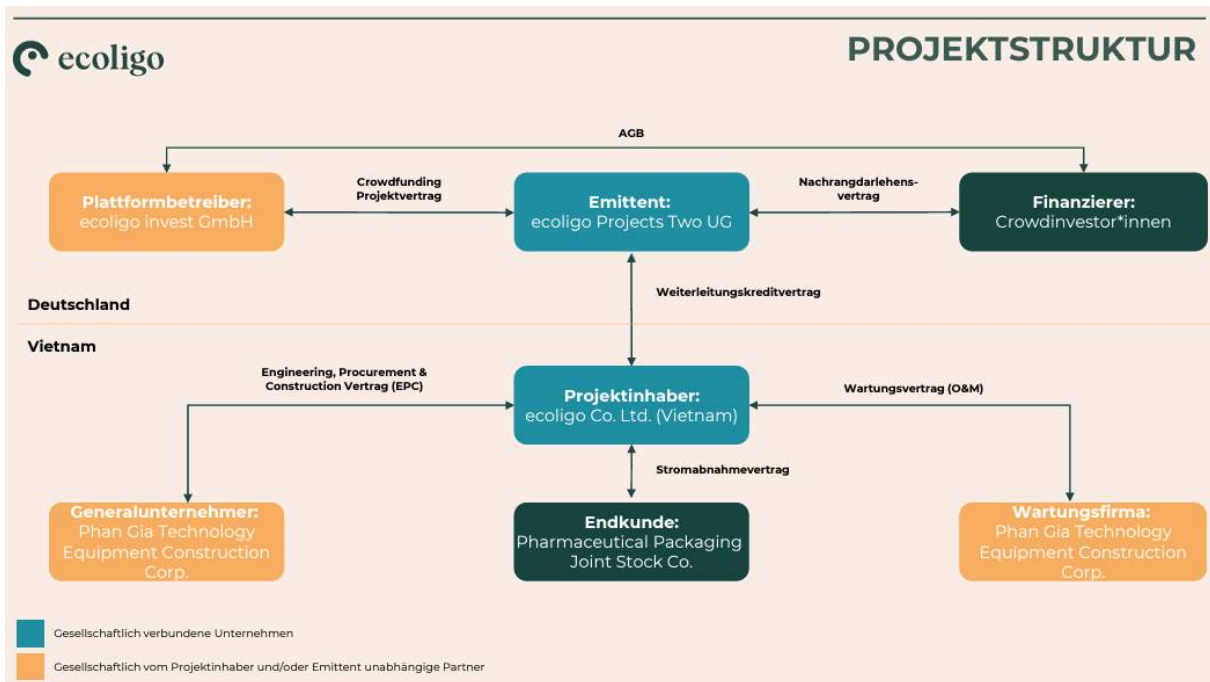 ecoligo
PROJEKTSTRUKTUR
AGB
Plattformbetreiber:
ecoligo invest GmbH
Crowdfunding
Projektvertrag
Emittent:
ecoligo Projects Two UG
Nachrangdarlehens-
vertrag
Finanzierer:
Crowdinvestor*innen
Weiterleitungskreditvertrag
Deutschland
Vietnam
Engineering, Procurement &
Construction Vertrag (EPC)
Projektinhaber:
ecoligo Co. Ltd. (Vietnam)
Wartungsvertrag (O&M)
Stromabnahmevertrag
Generalunternehmer:
Phan Gia Technology
Equipment Construction
Corp.
Endkunde:
Pharmaceutical Packaging
Joint Stock Co.
Wartungsfirma:
Phan Gia Technology
Equipment Construction
Corp.
Gesellschaftlich verbundene Unternehmen
Gesellschaftlich vom Projektinhaber und/oder Emittent unabhängige Partner